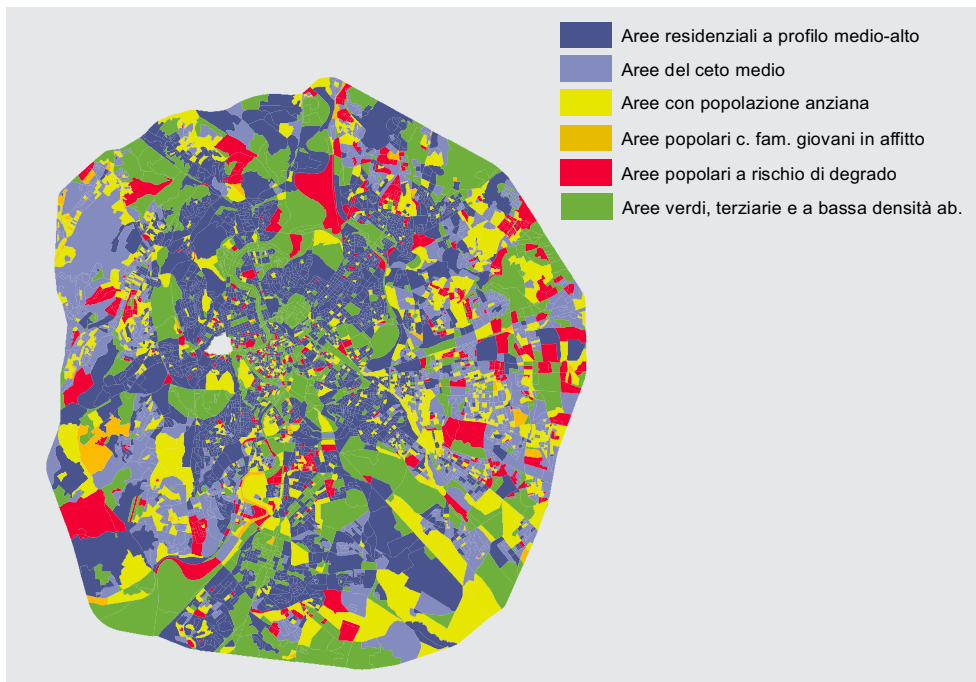 Aree residenziali a profilo medio-alto
Aree del ceto medio
Aree con popolazione anziana
Aree popolari c. fam. giovani in affitto
Aree popolari a rischio di degrado
Aree verdi, terziarie e a bassa densità ab.